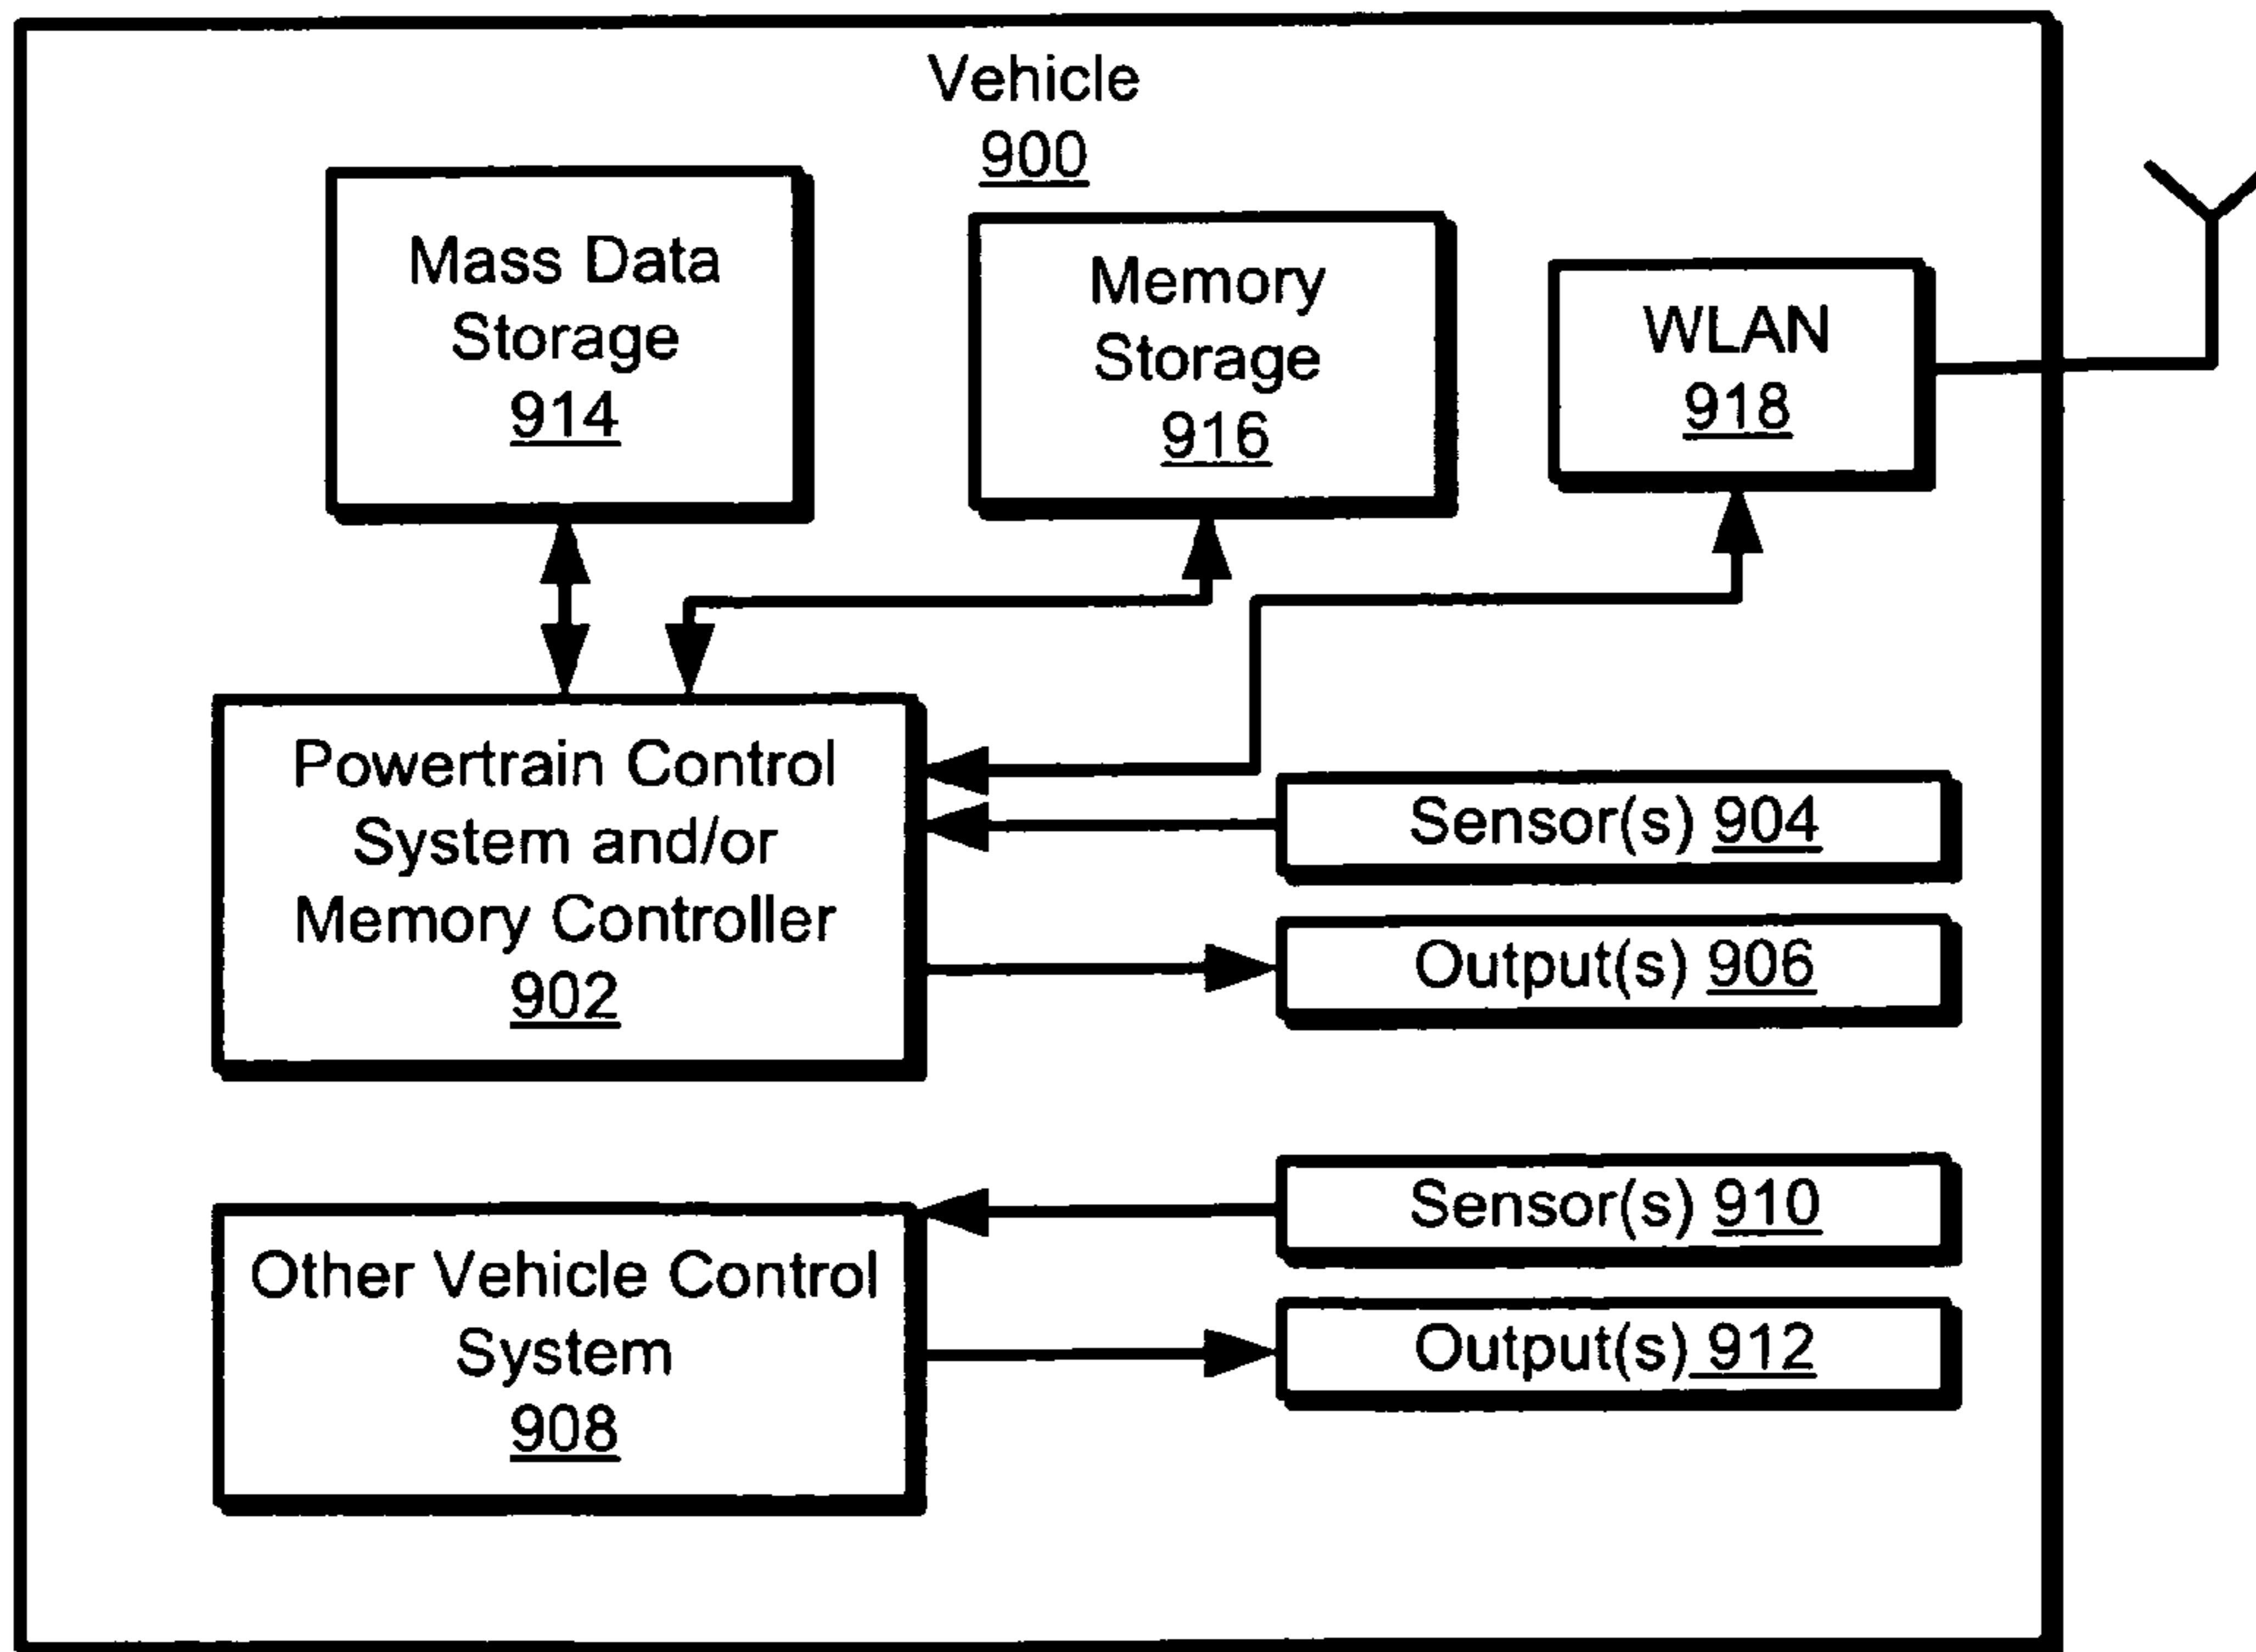 Vehicle
900
Mass Data
Storage
914
Memory
Storage
916
WLAN
918
Powertrain Control
System and/or
Memory Controller
902
Sensor(s) 904
Output(s) 906
Other Vehicle Control
System
908
Sensor(s) 910
Output(s) 912